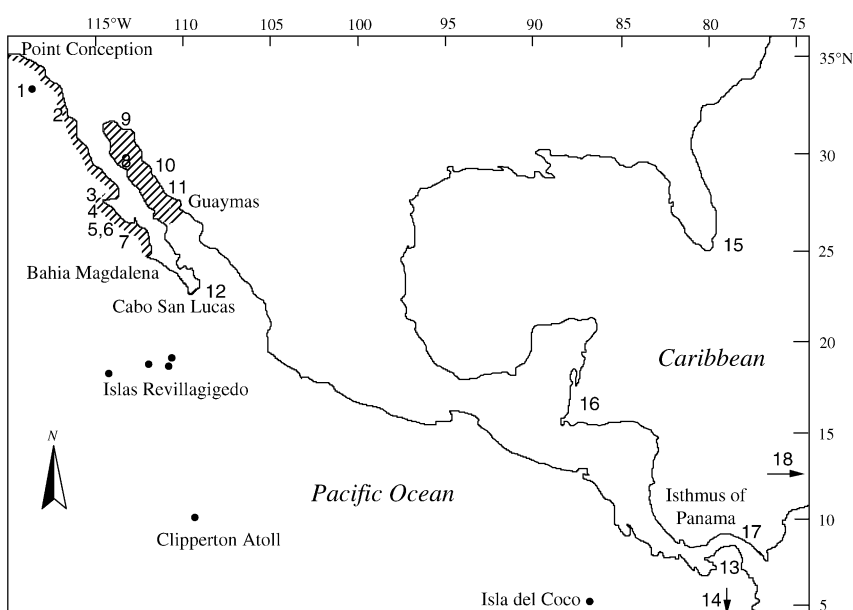 115°W 110 105 100 95 90 85 80 75
Point Conception
35°N
1
2
9
30
8
10
11
3
Guaymas
4
5,6
7
15
25
Bahia Magdalena
12
Cabo San Lucas
20
Caribbean
Islas Revillagigedo
16
15
N
18
Pacific Ocean
Isthmus of
Panama
10
17
Clipperton Atoll
13
Isla del Coco
14
5